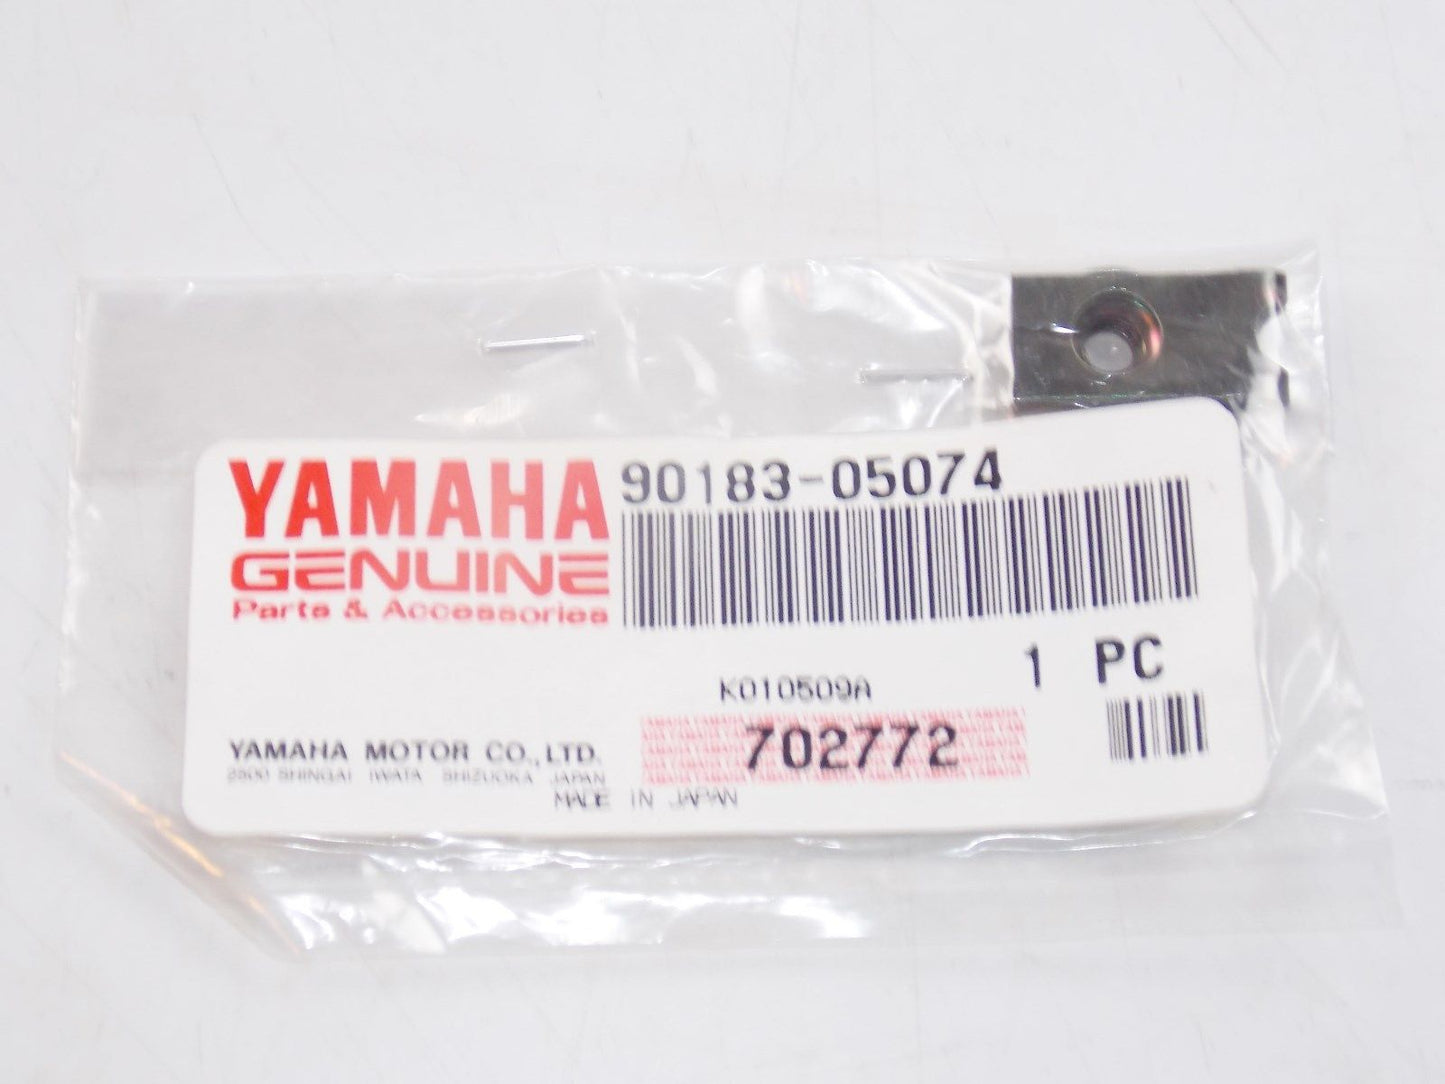 YAMAHA
GENUINE
Parts & Accessories
90183-05074
1 PC
K010509A
702772
YAMAHA MOTOR CO.,LTD.
2500 SHINGAI IWATA SHIZUOKA JAPAN
MADE IN JAPAN